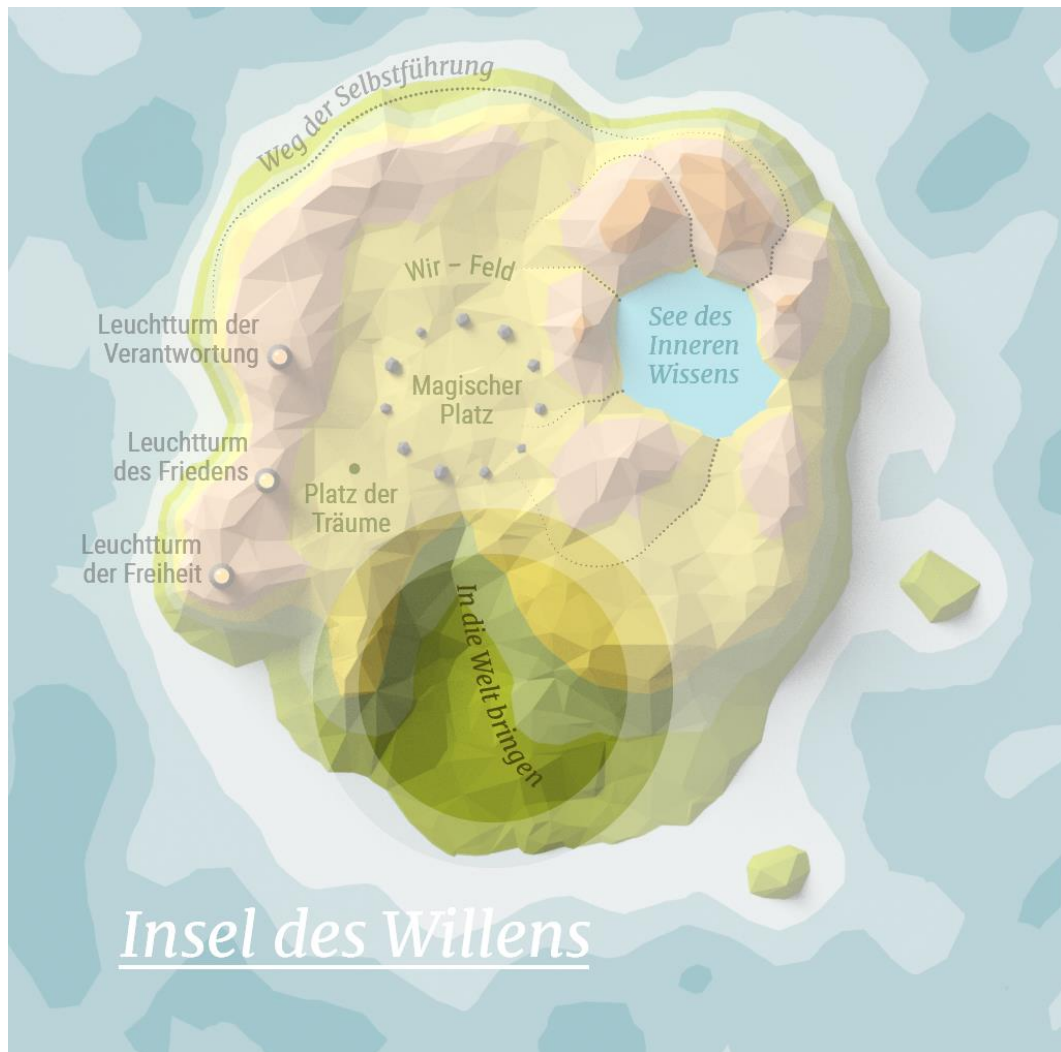 Weg der Selbstführung
Wir – Feld
Leuchtturm der
Verantwortung
See des
Inneren
Wissens
Magischer
Platz
Leuchtturm
des Friedens
Platz der
Träume
Leuchtturm
der Freiheit
In die Welt bringen
Insel des Willens